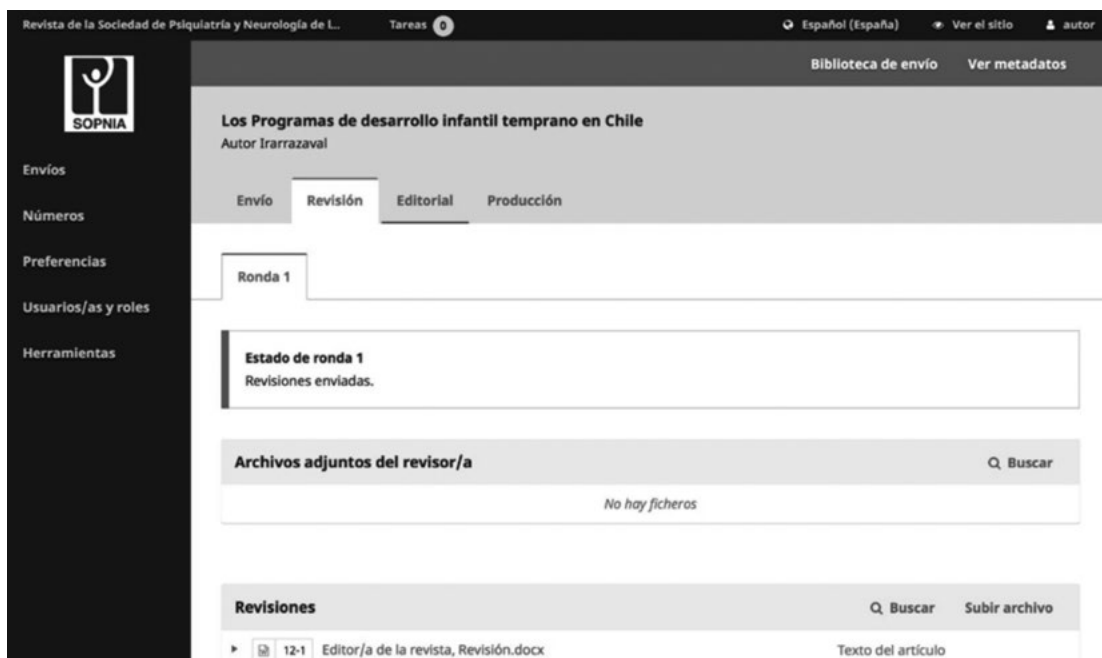 Revista de la Sociedad de Psiquiatría y Neurología de l... Tareas 0 Español (España) Ver el sitio autor
Biblioteca de envío Ver metadatos
SOPNIA
Los Programas de desarrollo infantil temprano en Chile
Autor Irarrazaval
Envíos
Números
Preferencias
Usuarios/as y roles
Herramientas
Envío Revisión Editorial Producción
Ronda 1
Estado de ronda 1
Revisiones enviadas.
Archivos adjuntos del revisor/a Buscar
No hay ficheros
Revisiones Buscar Subir archivo
12-1 Editor/a de la revista, Revisión.docx Texto del artículo